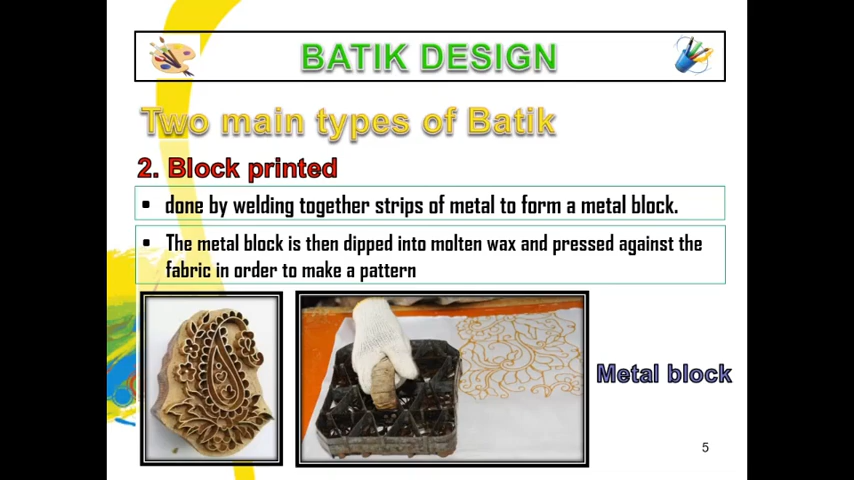 BATIK DESIGN
Two main types of Batik
2. Block printed
• done by welding together strips of metal to form a metal block.
• The metal block is then dipped into molten wax and pressed against the
fabric in order to make a pattern
Metal block
5